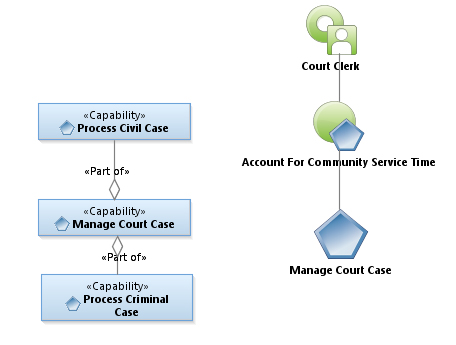 Court Clerk
«Capability»
Process Civil Case
Account For Community Service Time
«Part of»
«Capability»
Manage Court Case
«Part of»
Manage Court Case
«Capability»
Process Criminal
Case